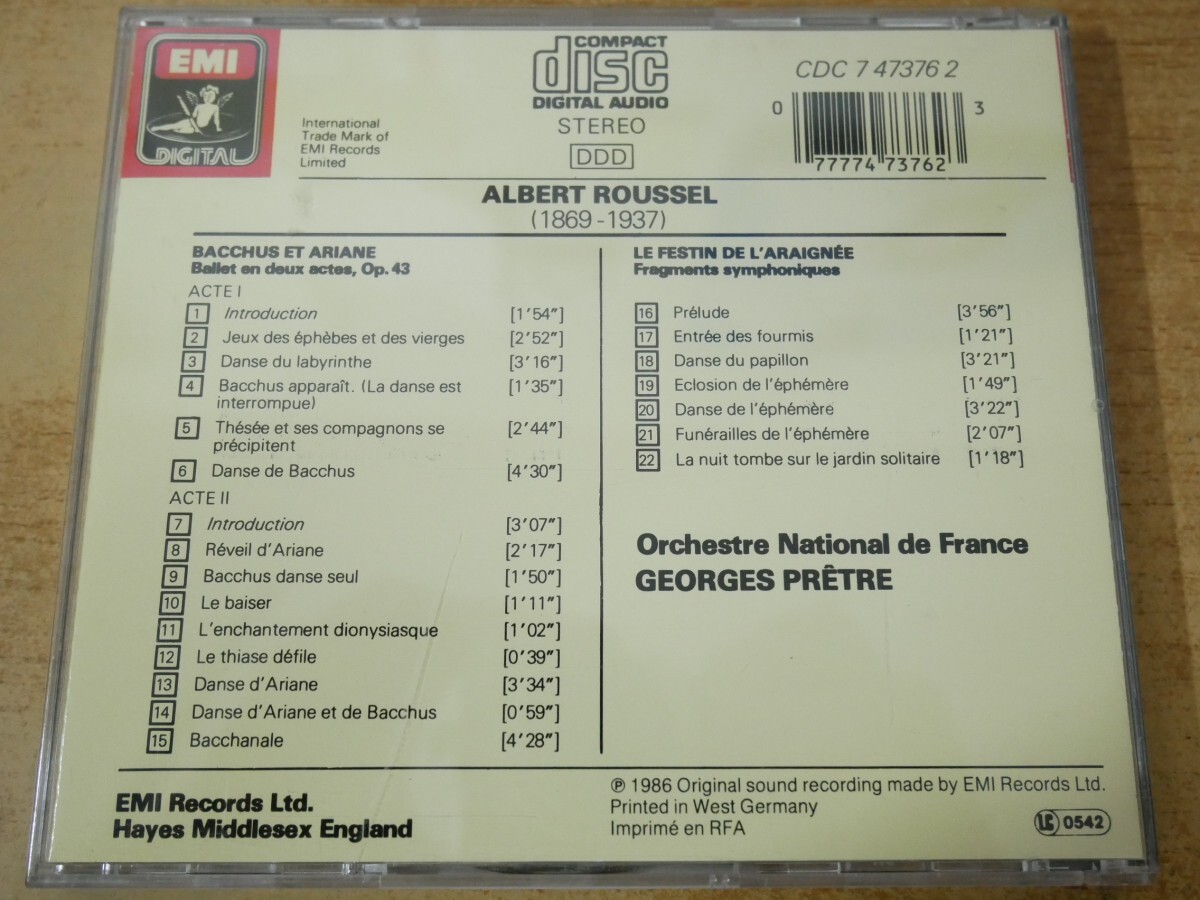 EMI
DIGITAL
International
Trade Mark of
EMI Records
Limited
COMPACT
disc
DIGITAL AUDIO
STEREO
DDD
CDC 7 47376 2
0 77774 73762 3
ALBERT ROUSSEL
(1869-1937)
BACCHUS ET ARIANE
Ballet en deux actes, Op. 43
ACTE I
1 Introduction [1'54"]
2 Jeux des éphèbes et des vierges [2'52"]
3 Danse du labyrinthe [3'16"]
4 Bacchus apparaît. (La danse est [1'35"]
interrompue)
5 Thésée et ses compagnons se [2'44"]
précipitent
6 Danse de Bacchus [4'30"]
ACTE II
7 Introduction [3'07"]
8 Réveil d'Ariane [2'17"]
9 Bacchus danse seul [1'50"]
10 Le baiser [1'11"]
11 L'enchantement dionysiasque [1'02"]
12 Le thiase défile [0'39"]
13 Danse d'Ariane [3'34"]
14 Danse d'Ariane et de Bacchus [0'59"]
15 Bacchanale [4'28"]
LE FESTIN DE L'ARAIGNÉE
Fragments symphoniques
16 Prélude [3'56"]
17 Entrée des fourmis [1'21"]
18 Danse du papillon [3'21"]
19 Eclosion de l'éphémère [1'49"]
20 Danse de l'éphémère [3'22"]
21 Funérailles de l'éphémère [2'07"]
22 La nuit tombe sur le jardin solitaire [1'18"]
Orchestre National de France
GEORGES PRÊTRE
EMI Records Ltd.
Hayes Middlesex England
℗ 1986 Original sound recording made by EMI Records Ltd.
Printed in West Germany
Imprimé en RFA
LC 0542